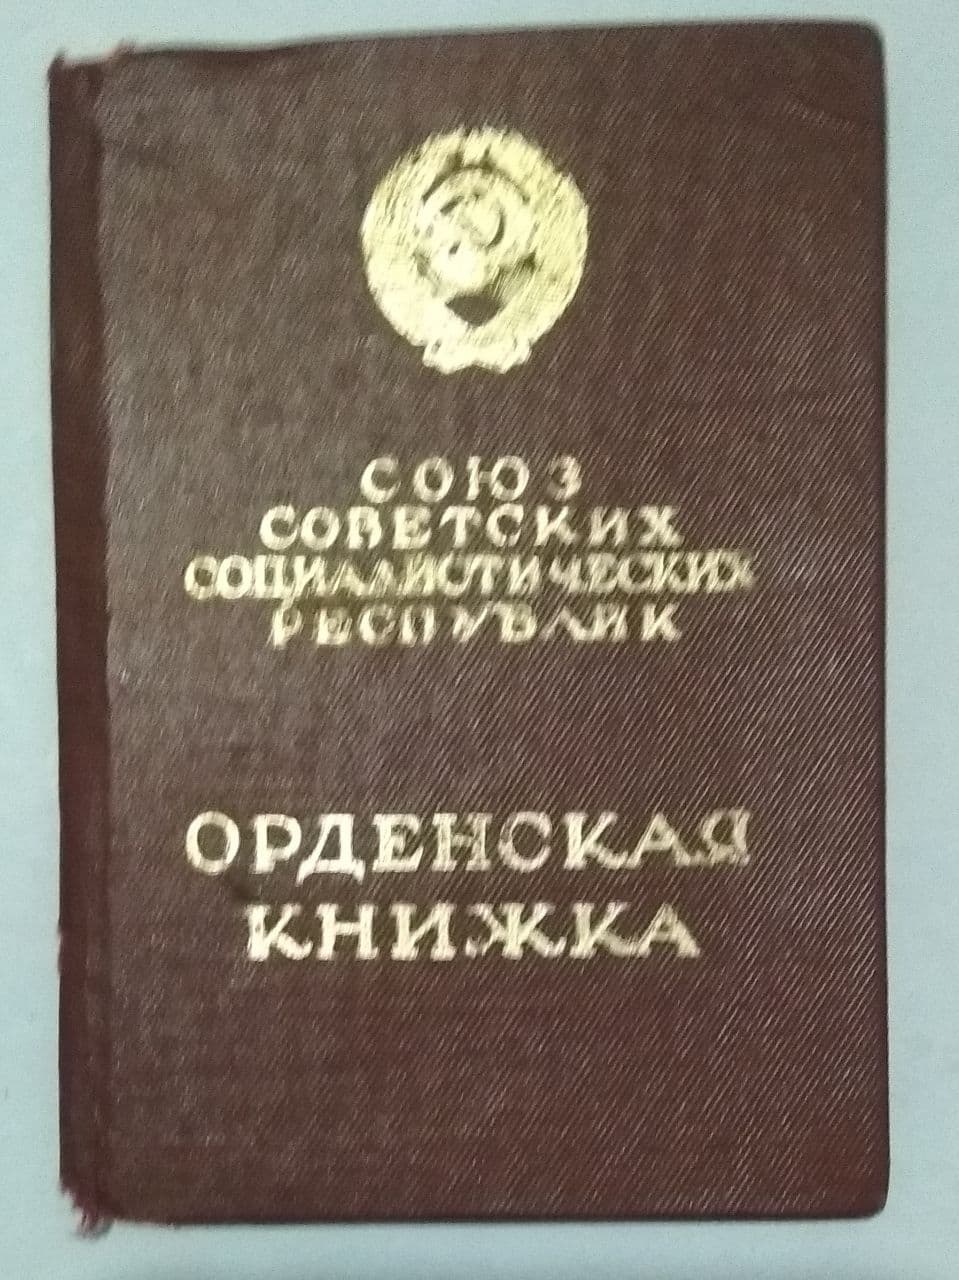 СОЮЗ
СОВЕТСКИХ
СОЦИАЛИСТИЧЕСКИХ
РЕСПУБЛИК
ОРДЕНСКАЯ
КНИЖКА